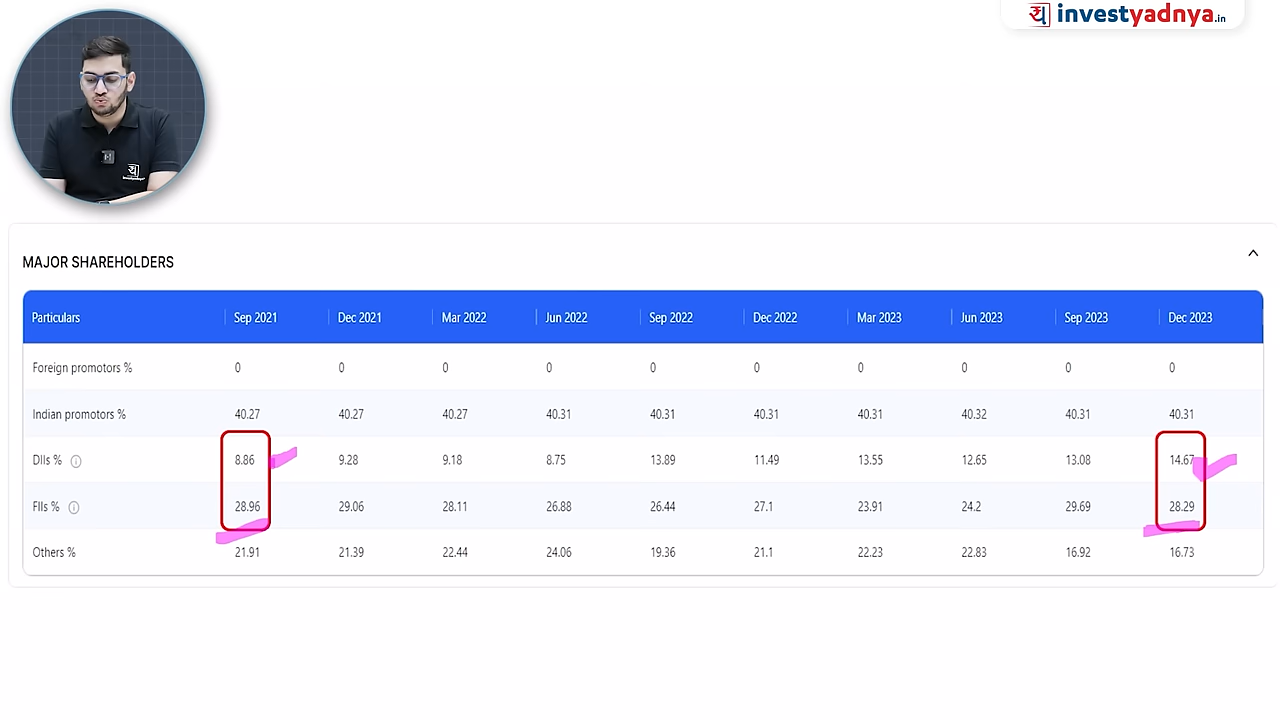 य investyadnya.in
MAJOR SHAREHOLDERS
Particulars Sep 2021 Dec 2021 Mar 2022 Jun 2022 Sep 2022 Dec 2022 Mar 2023 Jun 2023 Sep 2023 Dec 2023
Foreign promotors % 0 0 0 0 0 0 0 0 0 0
Indian promotors % 40.27 40.27 40.27 40.31 40.31 40.31 40.31 40.32 40.31 40.31
DIIs % 8.86 9.28 9.18 8.75 13.89 11.49 13.55 12.65 13.08 14.67
FIIs % 28.96 29.06 28.11 26.88 26.44 27.1 23.91 24.2 29.69 28.29
Others % 21.91 21.39 22.44 24.06 19.36 21.1 22.23 22.83 16.92 16.73